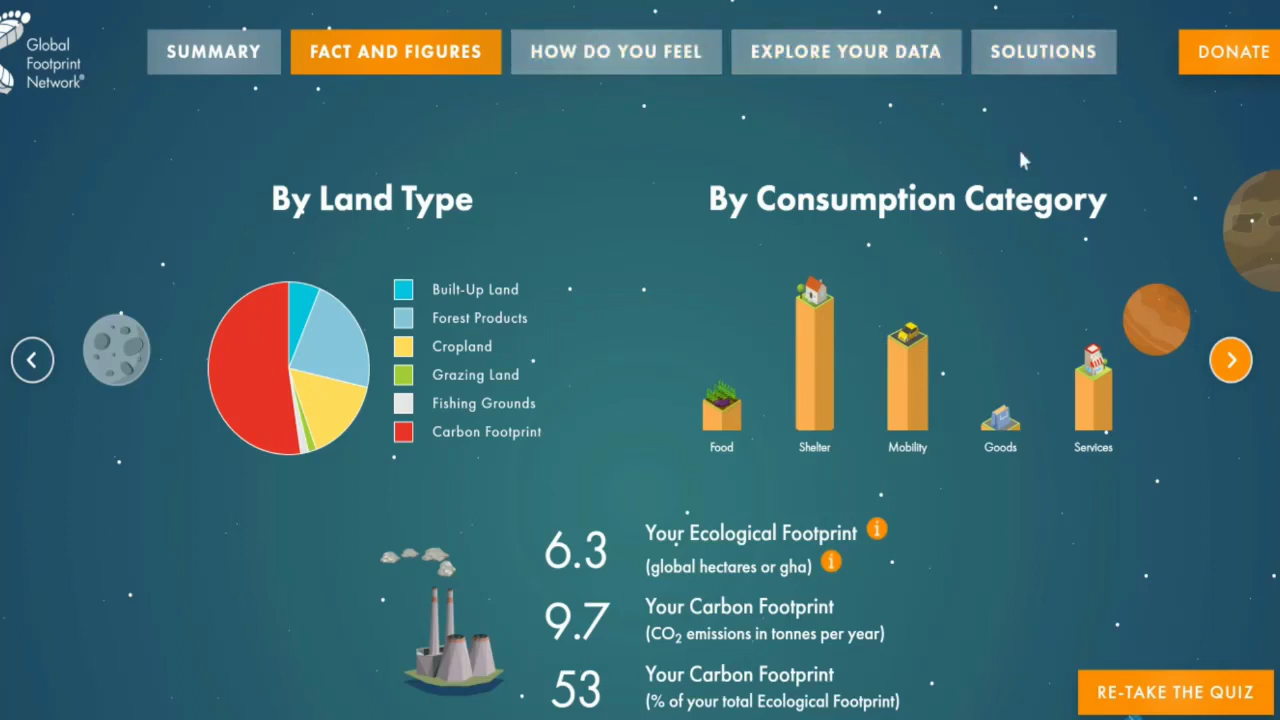 Global
Footprint
Network®
SUMMARY
FACT AND FIGURES
HOW DO YOU FEEL
EXPLORE YOUR DATA
SOLUTIONS
DONATE
By Land Type
By Consumption Category
Built-Up Land
Forest Products
Cropland
Grazing Land
Fishing Grounds
Carbon Footprint
Food
Shelter
Mobility
Goods
Services
6.3
Your Ecological Footprint i
(global hectares or gha) i
9.7
Your Carbon Footprint
(CO₂ emissions in tonnes per year)
53
Your Carbon Footprint
(% of your total Ecological Footprint)
RE-TAKE THE QUIZ